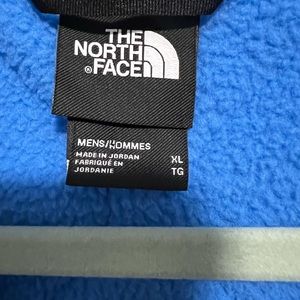 THE
NORTH
FACE
®
MENS/HOMMES
MADE IN JORDAN XL
FABRIQUÉ EN TG
JORDANIE